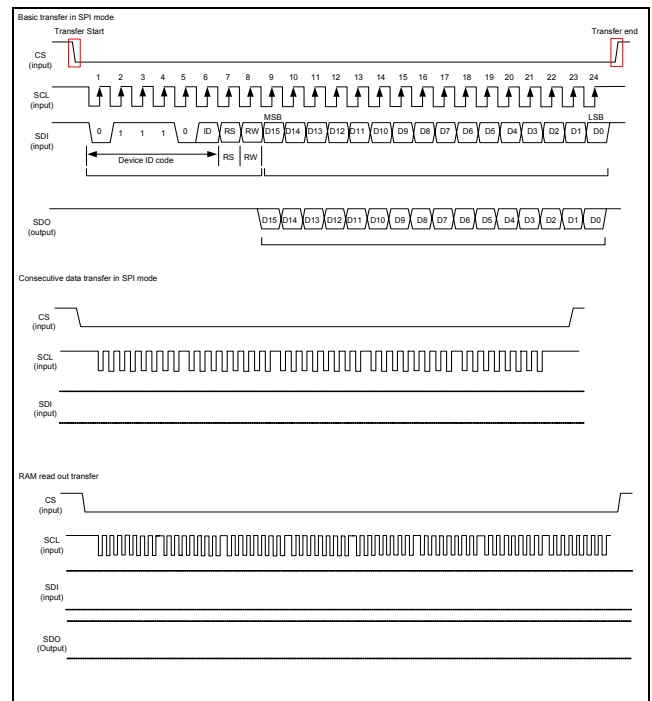 Basic transfer in SPI mode
Transfer Start
Transfer end
CS
(input)
1 2 3 4 5 6 7 8 9 10 11 12 13 14 15 16 17 18 19 20 21 22 23 24
SCL
(input)
MSB
LSB
SDI
(input)
0 1 1 1 0 ID RS RW D15 D14 D13 D12 D11 D10 D9 D8 D7 D6 D5 D4 D3 D2 D1 D0
Device ID code
RS RW
SDO
(output)
D15 D14 D13 D12 D11 D10 D9 D8 D7 D6 D5 D4 D3 D2 D1 D0
Consecutive data transfer in SPI mode
CS
(input)
SCL
(input)
SDI
(input)
RAM read out transfer
CS
(input)
SCL
(input)
SDI
(input)
SDO
(Output)